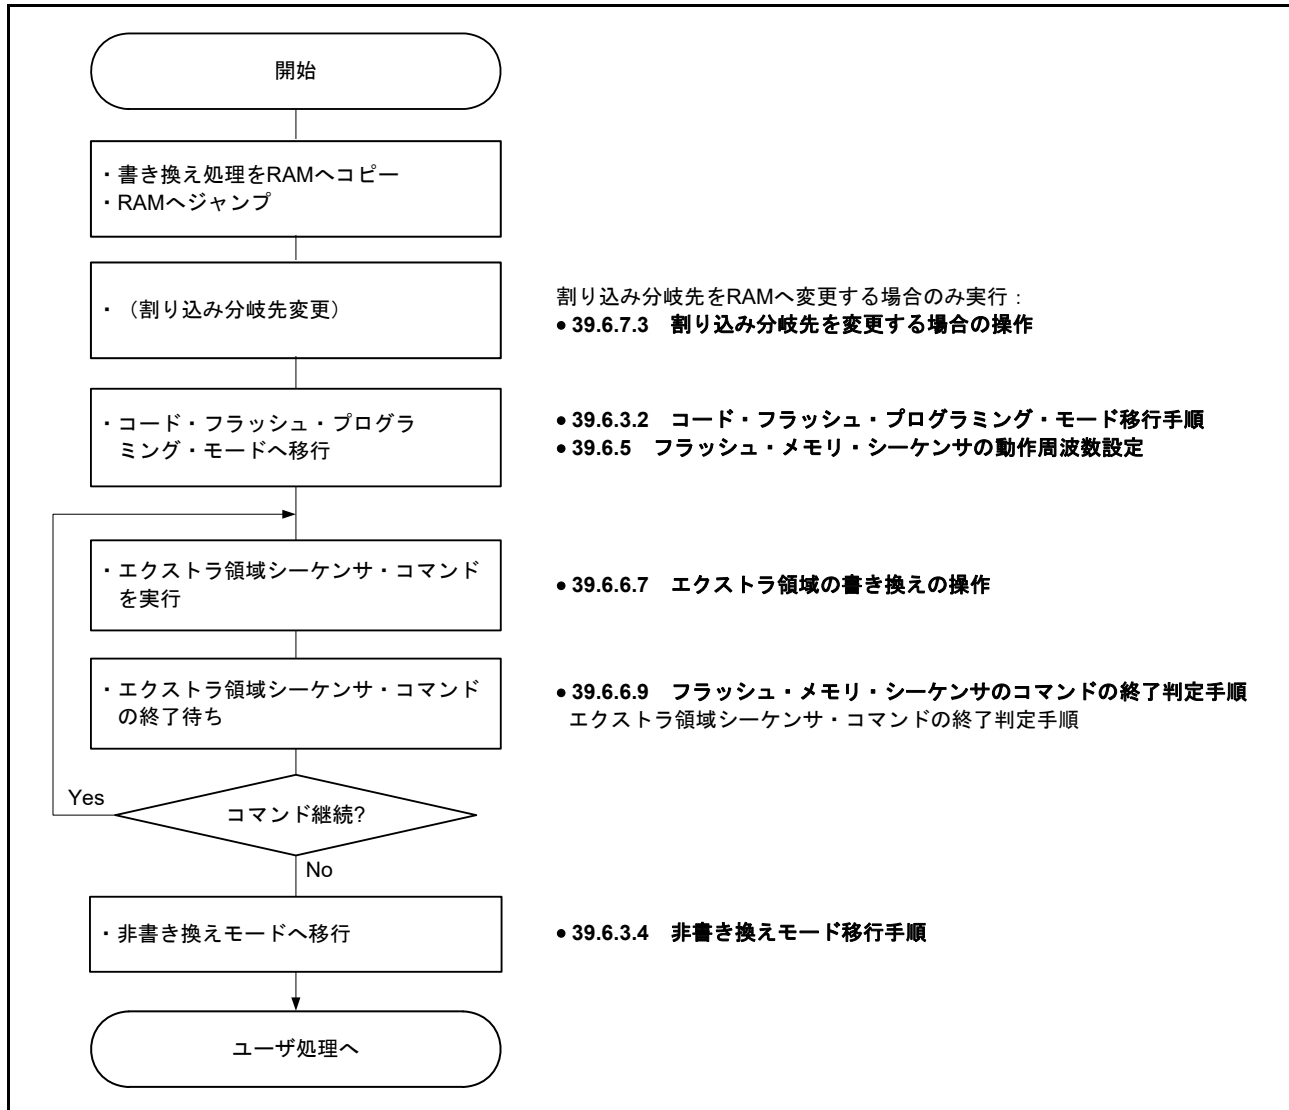 開始
・書き換え処理をRAMへコピー
・RAMへジャンプ
・（割り込み分岐先変更）
割り込み分岐先をRAMへ変更する場合のみ実行：
● 39.6.7.3　割り込み分岐先を変更する場合の操作
・コード・フラッシュ・プログラ
ミング・モードへ移行
● 39.6.3.2　コード・フラッシュ・プログラミング・モード移行手順
● 39.6.5　フラッシュ・メモリ・シーケンサの動作周波数設定
・エクストラ領域シーケンサ・コマンド
を実行
● 39.6.6.7　エクストラ領域の書き換えの操作
・エクストラ領域シーケンサ・コマンド
の終了待ち
● 39.6.6.9　フラッシュ・メモリ・シーケンサのコマンドの終了判定手順
エクストラ領域シーケンサ・コマンドの終了判定手順
Yes
コマンド継続?
No
・非書き換えモードへ移行
● 39.6.3.4　非書き換えモード移行手順
ユーザ処理へ